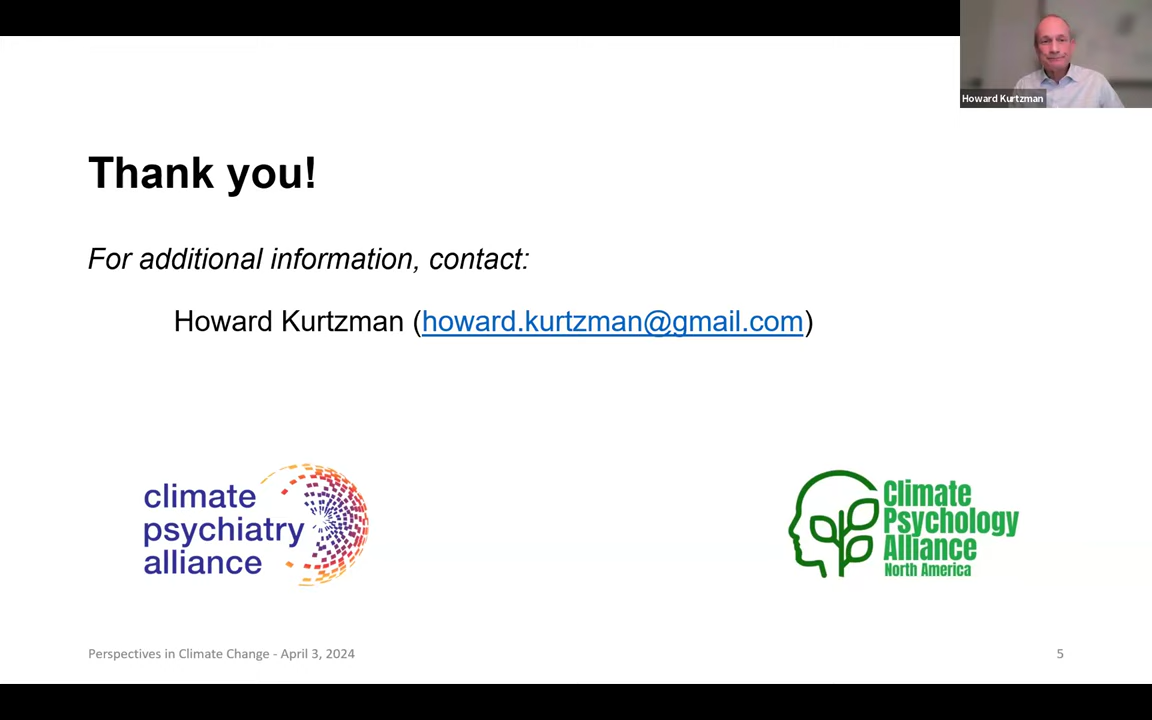 Howard Kurtzman
Thank you!
For additional information, contact:
Howard Kurtzman (howard.kurtzman@gmail.com)
climate
psychiatry
alliance
Climate
Psychology
Alliance
North America
Perspectives in Climate Change - April 3, 2024
5